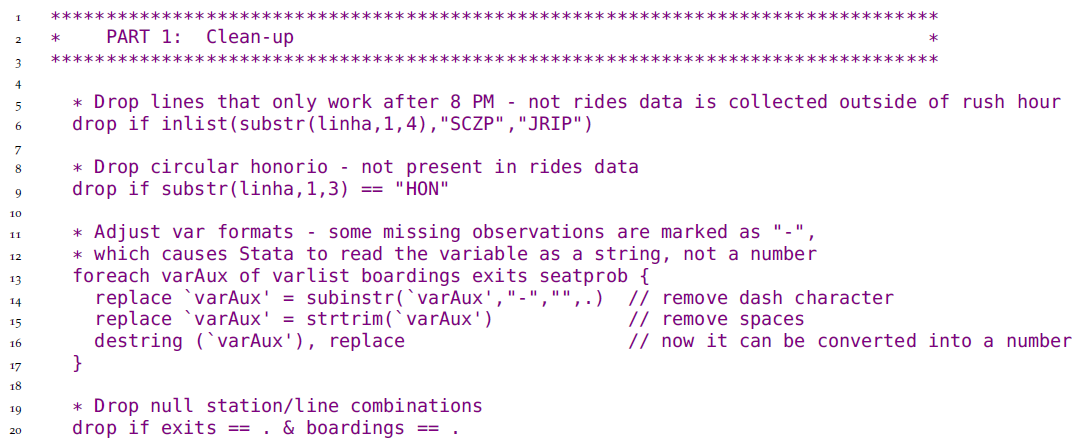 1 ********************************************************************************
2 * PART 1: Clean-up *
3 ********************************************************************************
4
5 * Drop lines that only work after 8 PM - not rides data is collected outside of rush hour
6 drop if inlist(substr(linha,1,4),"SCZP","JRIP")
7
8 * Drop circular honorio - not present in rides data
9 drop if substr(linha,1,3) == "HON"
10
11 * Adjust var formats - some missing observations are marked as "-",
12 * which causes Stata to read the variable as a string, not a number
13 foreach varAux of varlist boardings exits seatprob {
14 replace `varAux' = subinstr(`varAux',"-","",.) // remove dash character
15 replace `varAux' = strtrim(`varAux') // remove spaces
16 destring (`varAux'), replace // now it can be converted into a number
17 }
18
19 * Drop null station/line combinations
20 drop if exits == . & boardings == .